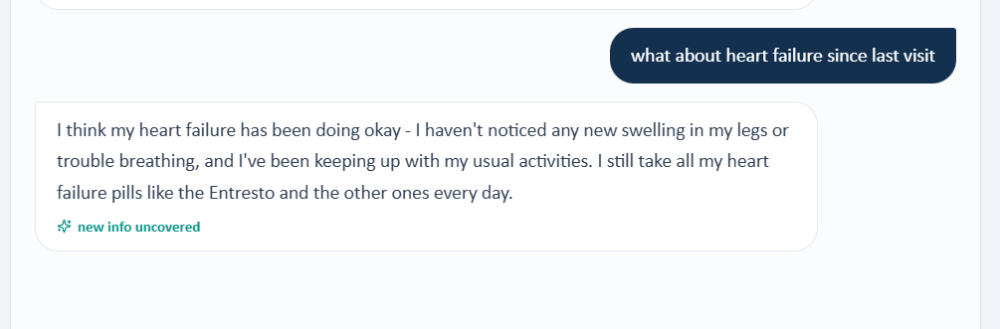 what about heart failure since last visit
I think my heart failure has been doing okay - I haven't noticed any new swelling in my legs or
trouble breathing, and I've been keeping up with my usual activities. I still take all my heart
failure pills like the Entresto and the other ones every day.
new info uncovered